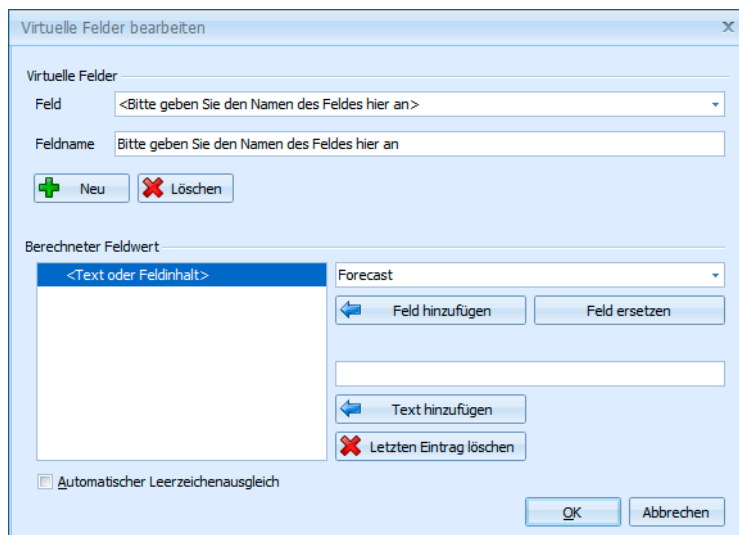 Virtuelle Felder bearbeiten
Virtuelle Felder
Feld <Bitte geben Sie den Namen des Feldes hier an>
Feldname Bitte geben Sie den Namen des Feldes hier an
Neu Löschen
Berechneter Feldwert
<Text oder Feldinhalt> Forecast
Feld hinzufügen Feld ersetzen
Text hinzufügen
Letzten Eintrag löschen
Automatischer Leerzeichenausgleich
OK Abbrechen